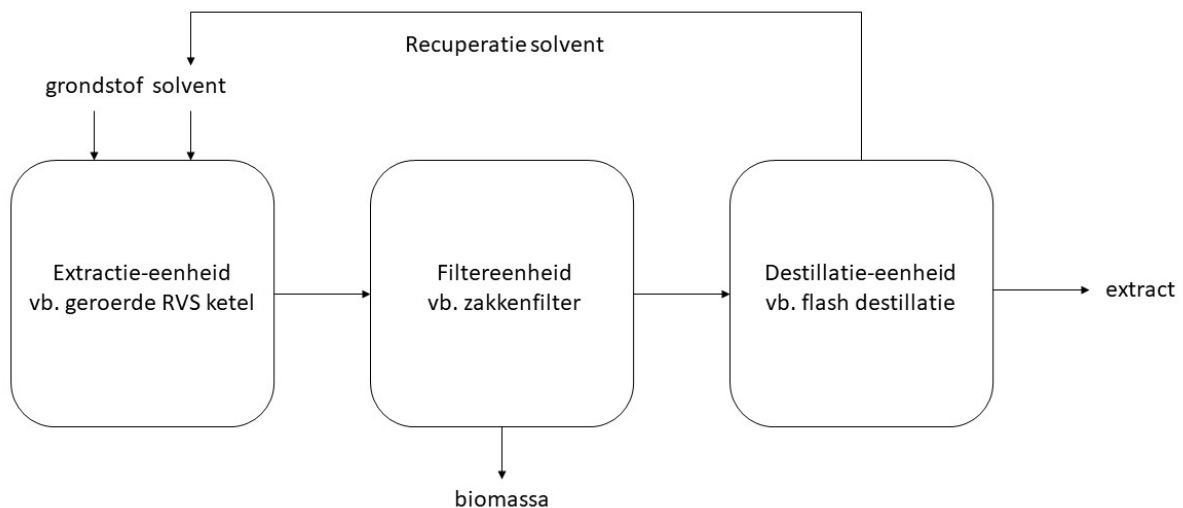 Recuperatie solvent
grondstof solvent
Extractie-eenheid
vb. geroerde RVS ketel
Filtereenheid
vb. zakkenfilter
Destillatie-eenheid
vb. flash destillatie
extract
biomassa